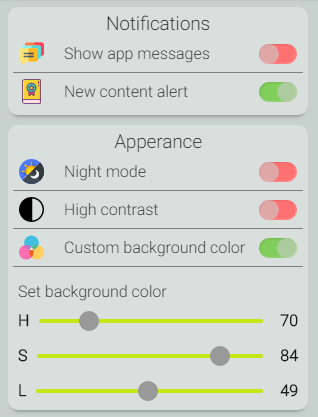 Notifications
Show app messages
New content alert
Apperance
Night mode
High contrast
Custom background color
Set background color
H 70
S 84
L 49